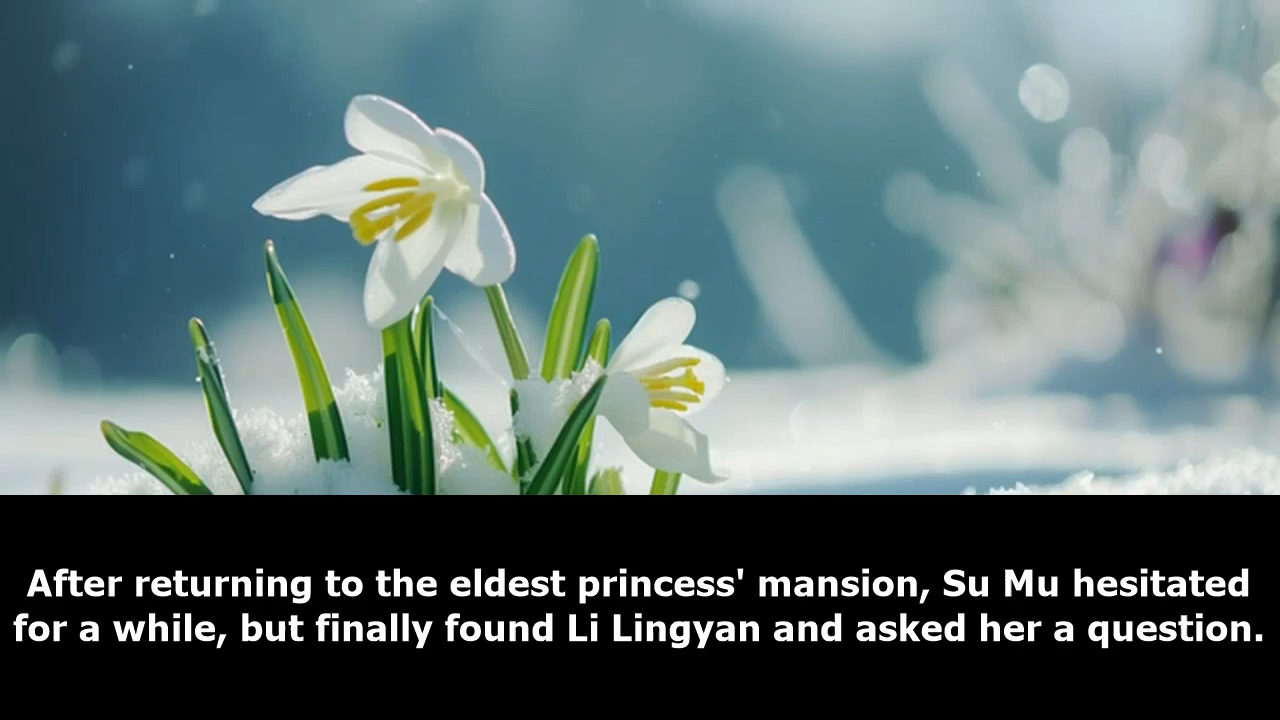 After returning to the eldest princess' mansion, Su Mu hesitated
for a while, but finally found Li Lingyan and asked her a question.